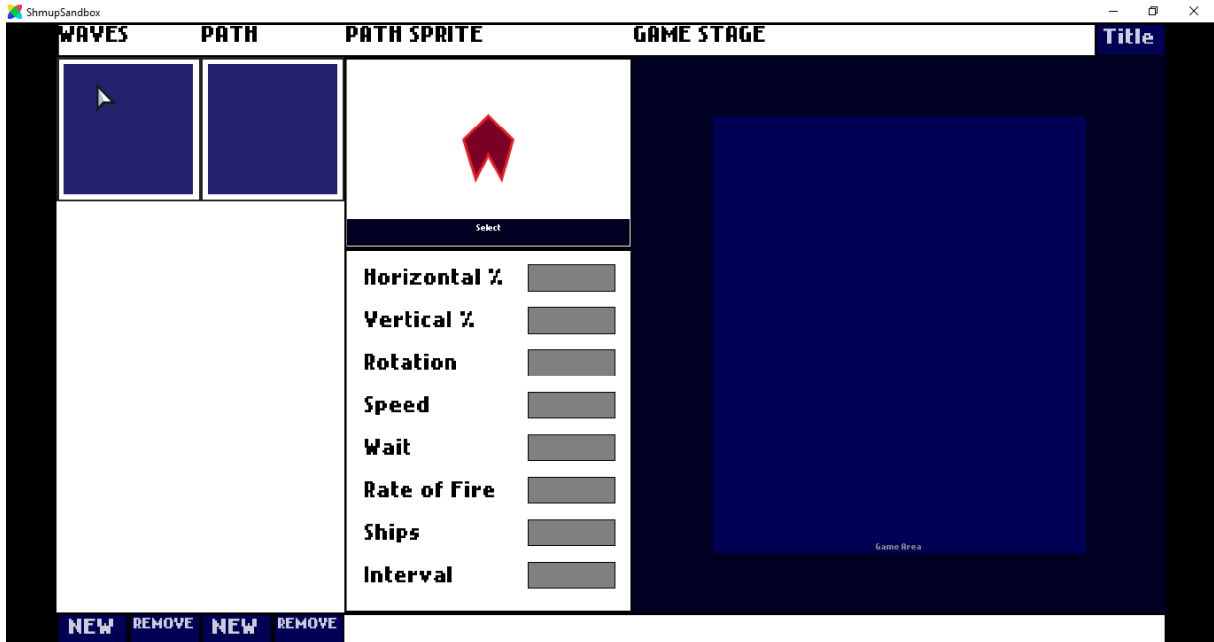 ShmupSandbox
WAVES PATH PATH SPRITE GAME STAGE Title
Select
Horizontal %
Vertical %
Rotation
Speed
Wait
Rate of Fire
Ships
Interval
Game Area
NEW REMOVE NEW REMOVE